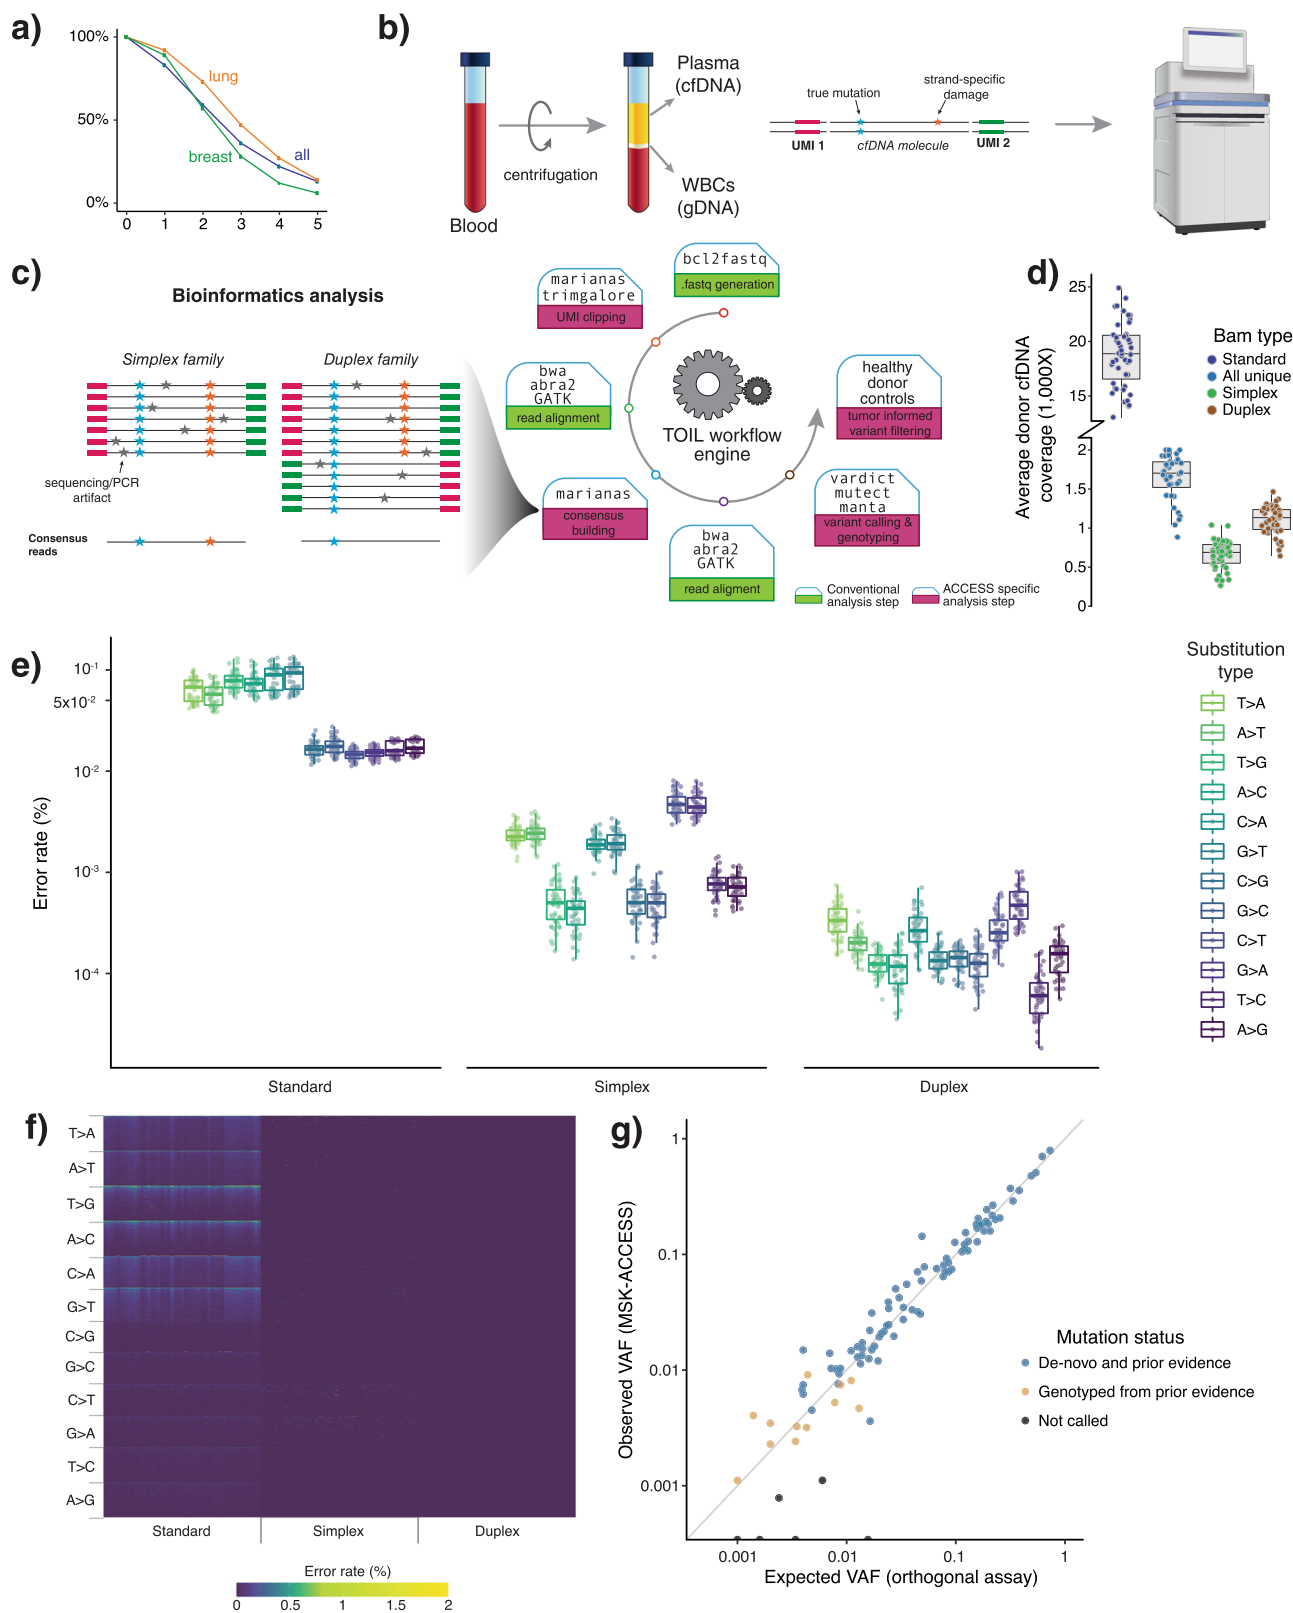 a)
100%
50%
0%
lung
breast
all
0 1 2 3 4 5
b)
Blood
centrifugation
Plasma
(cfDNA)
WBCs
(gDNA)
true mutation
strand-specific
damage
UMI 1
cfDNA molecule
UMI 2
c)
Bioinformatics analysis
Simplex family
Duplex family
sequencing/PCR
artifact
Consensus
reads
bcl2fastq
.fastq generation
marianas
trimgalore
UMI clipping
bwa
abra2
GATK
read alignment
marianas
consensus
building
bwa
abra2
GATK
read aligment
vardict
mutect
manta
variant calling &
genotyping
healthy
donor
controls
tumor informed
variant filtering
TOIL workflow
engine
Conventional
analysis step
ACCESS specific
analysis step
d)
Average donor cfDNA
coverage (1,000X)
25
20
15
2
1.5
1
0.5
0
Bam type
Standard
All unique
Simplex
Duplex
e)
Error rate (%)
10-1
5x10-2
10-2
10-3
10-4
Standard
Simplex
Duplex
Substitution
type
T>A
A>T
T>G
A>C
C>A
G>T
C>G
G>C
C>T
G>A
T>C
A>G
f)
T>A
A>T
T>G
A>C
C>A
G>T
C>G
G>C
C>T
G>A
T>C
A>G
Standard
Simplex
Duplex
Error rate (%)
0 0.5 1 1.5 2
g)
Observed VAF (MSK-ACCESS)
1
0.1
0.01
0.001
0.001 0.01 0.1 1
Expected VAF (orthogonal assay)
Mutation status
De-novo and prior evidence
Genotyped from prior evidence
Not called